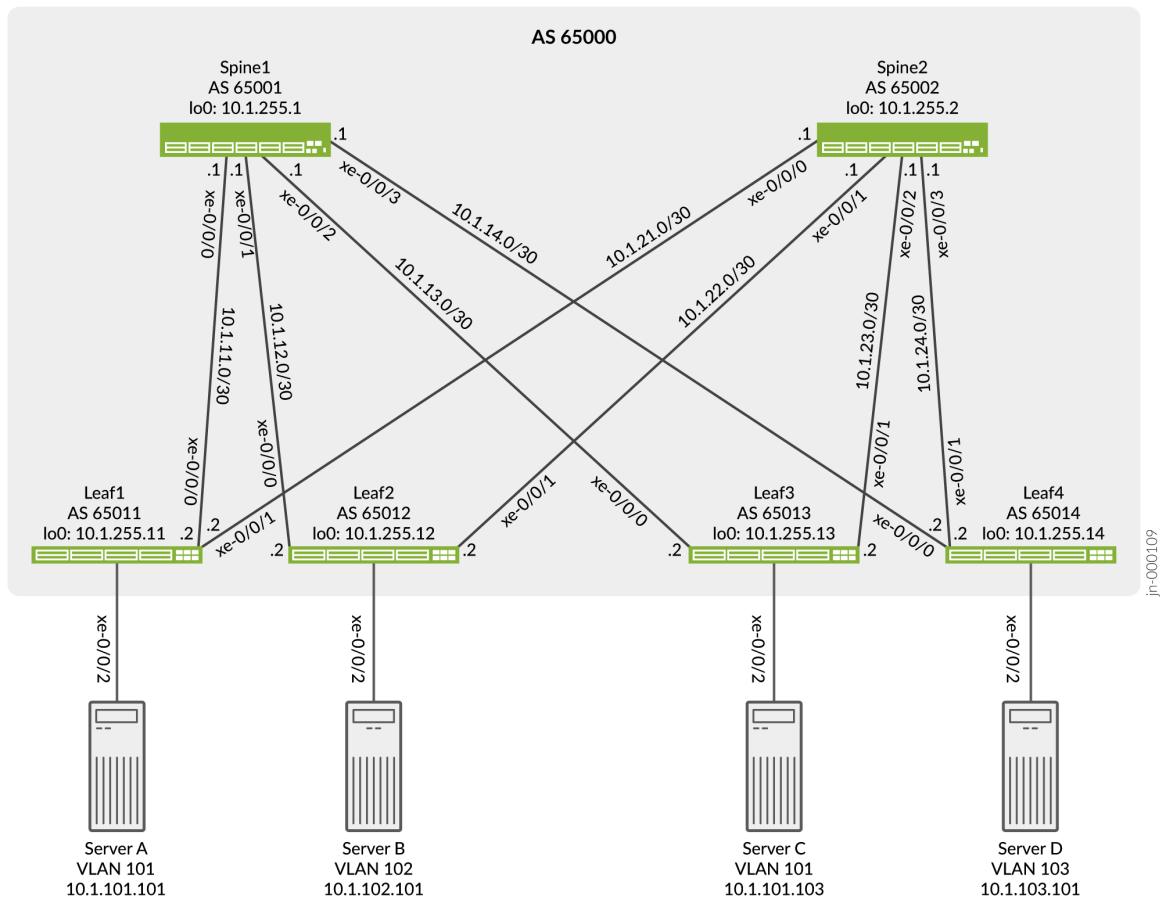 AS 65000
Spine1
AS 65001
lo0: 10.1.255.1
Spine2
AS 65002
lo0: 10.1.255.2
.1
.1
.1
.1
xe-0/0/0
xe-0/0/1
xe-0/0/2
xe-0/0/3
.1
.1
.1
.1
xe-0/0/0
xe-0/0/1
xe-0/0/2
xe-0/0/3
10.1.11.0/30
10.1.12.0/30
10.1.13.0/30
10.1.14.0/30
10.1.21.0/30
10.1.22.0/30
10.1.23.0/30
10.1.24.0/30
xe-0/0/0
xe-0/0/1
xe-0/0/0
xe-0/0/1
xe-0/0/0
xe-0/0/1
xe-0/0/0
xe-0/0/1
Leaf1
AS 65011
lo0: 10.1.255.11
.2
.2
Leaf2
AS 65012
lo0: 10.1.255.12
.2
.2
Leaf3
AS 65013
lo0: 10.1.255.13
.2
.2
Leaf4
AS 65014
lo0: 10.1.255.14
.2
.2
jn-000109
xe-0/0/2
xe-0/0/2
xe-0/0/2
xe-0/0/2
Server A
VLAN 101
10.1.101.101
Server B
VLAN 102
10.1.102.101
Server C
VLAN 101
10.1.101.103
Server D
VLAN 103
10.1.103.101